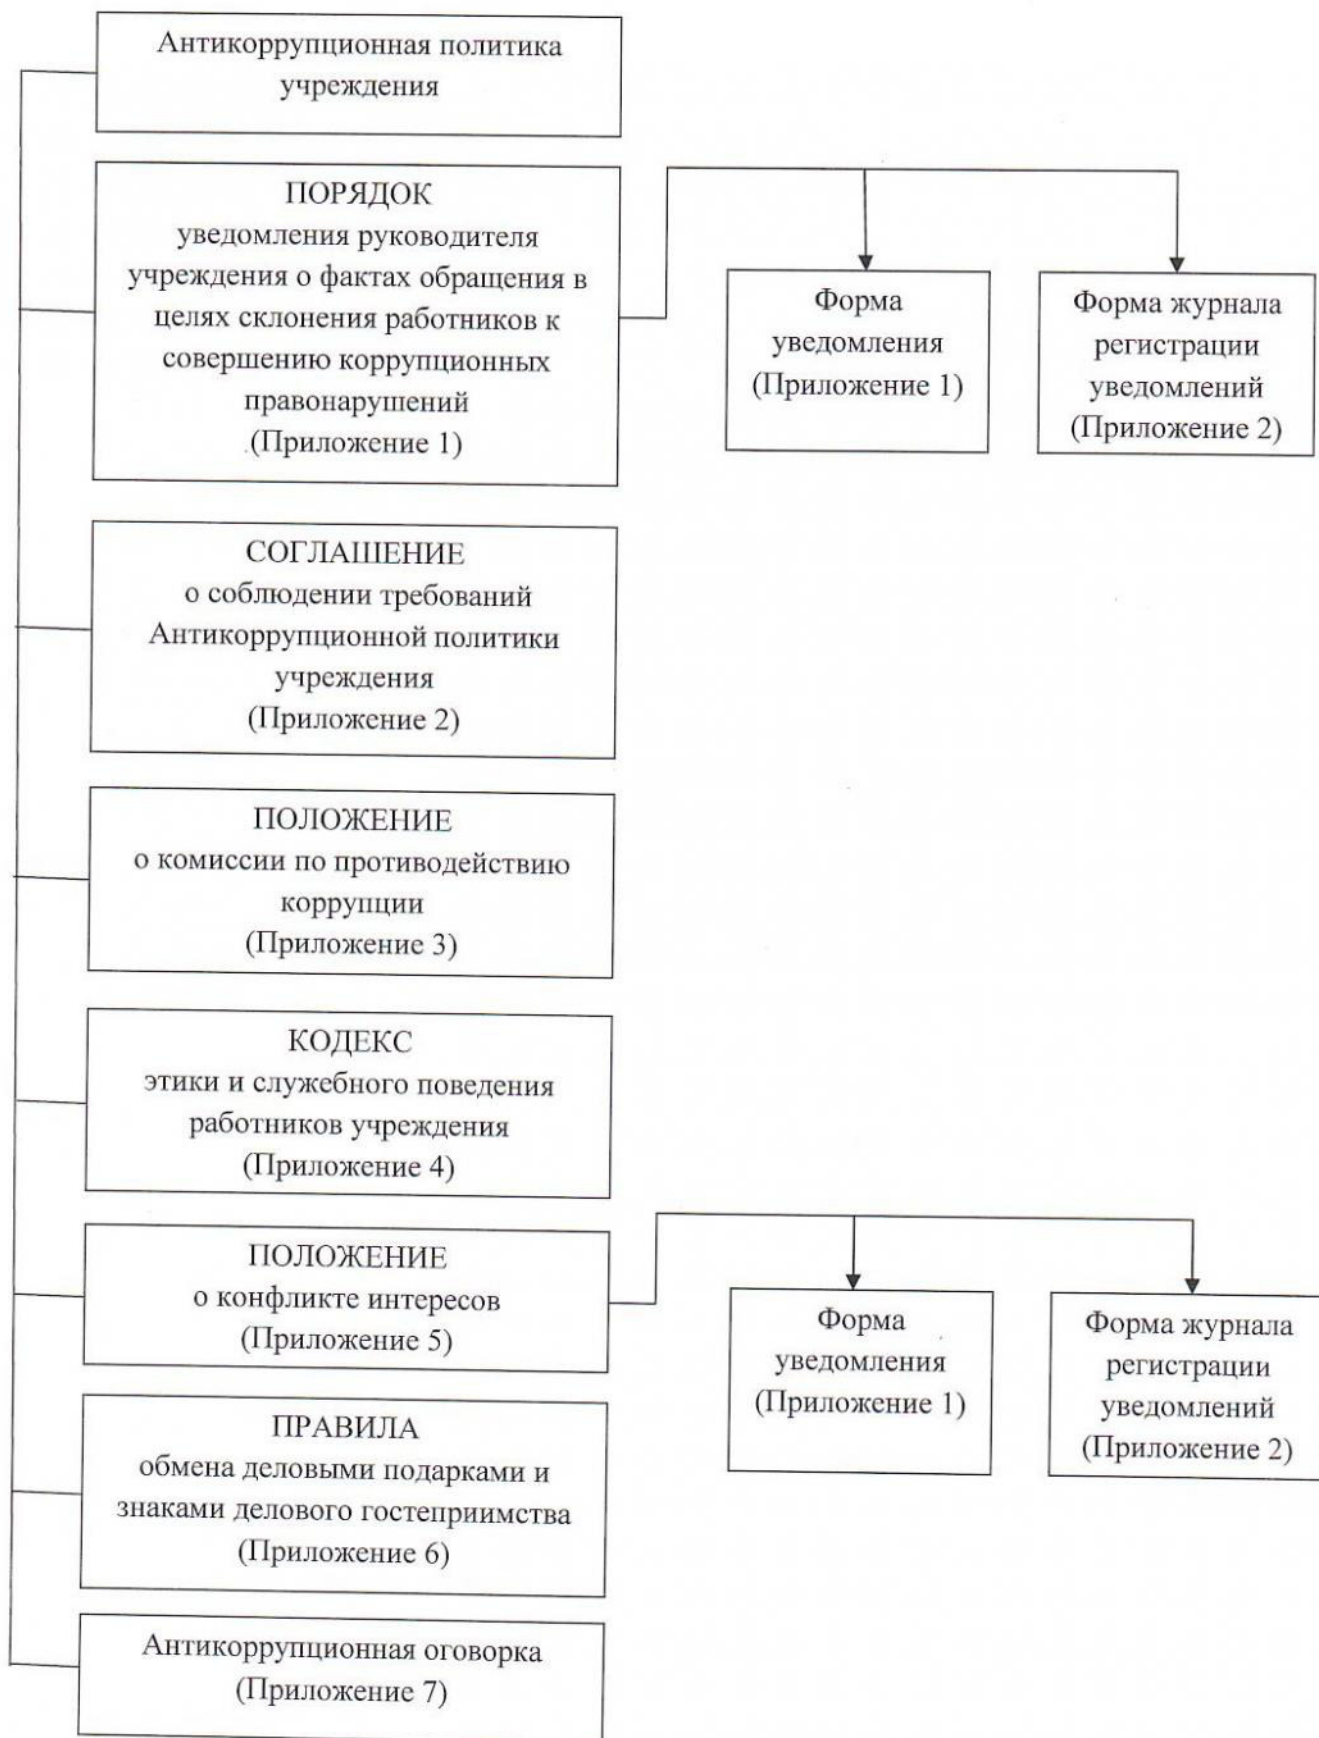 Антикоррупционная политика
учреждения
ПОРЯДОК
уведомления руководителя
учреждения о фактах обращения в
целях склонения работников к
совершению коррупционных
правонарушений
(Приложение 1)
Форма
уведомления
(Приложение 1)
Форма журнала
регистрации
уведомлений
(Приложение 2)
СОГЛАШЕНИЕ
о соблюдении требований
Антикоррупционной политики
учреждения
(Приложение 2)
ПОЛОЖЕНИЕ
о комиссии по противодействию
коррупции
(Приложение 3)
КОДЕКС
этики и служебного поведения
работников учреждения
(Приложение 4)
ПОЛОЖЕНИЕ
о конфликте интересов
(Приложение 5)
Форма
уведомления
(Приложение 1)
Форма журнала
регистрации
уведомлений
(Приложение 2)
ПРАВИЛА
обмена деловыми подарками и
знаками делового гостеприимства
(Приложение 6)
Антикоррупционная оговорка
(Приложение 7)